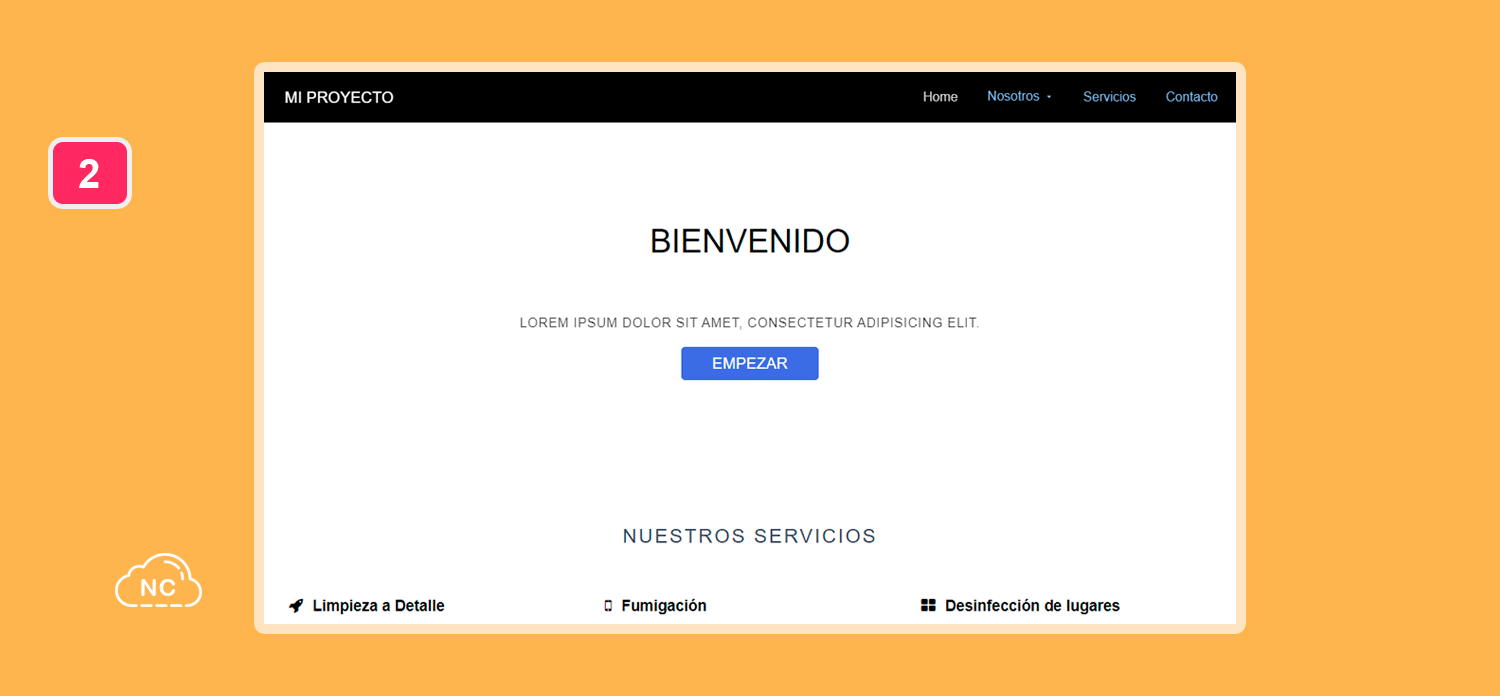 MI PROYECTO
Home Nosotros Servicios Contacto
2
BIENVENIDO
LOREM IPSUM DOLOR SIT AMET, CONSECTETUR ADIPISICING ELIT.
EMPEZAR
NUESTROS SERVICIOS
NC
Limpieza a Detalle Fumigación Desinfección de lugares